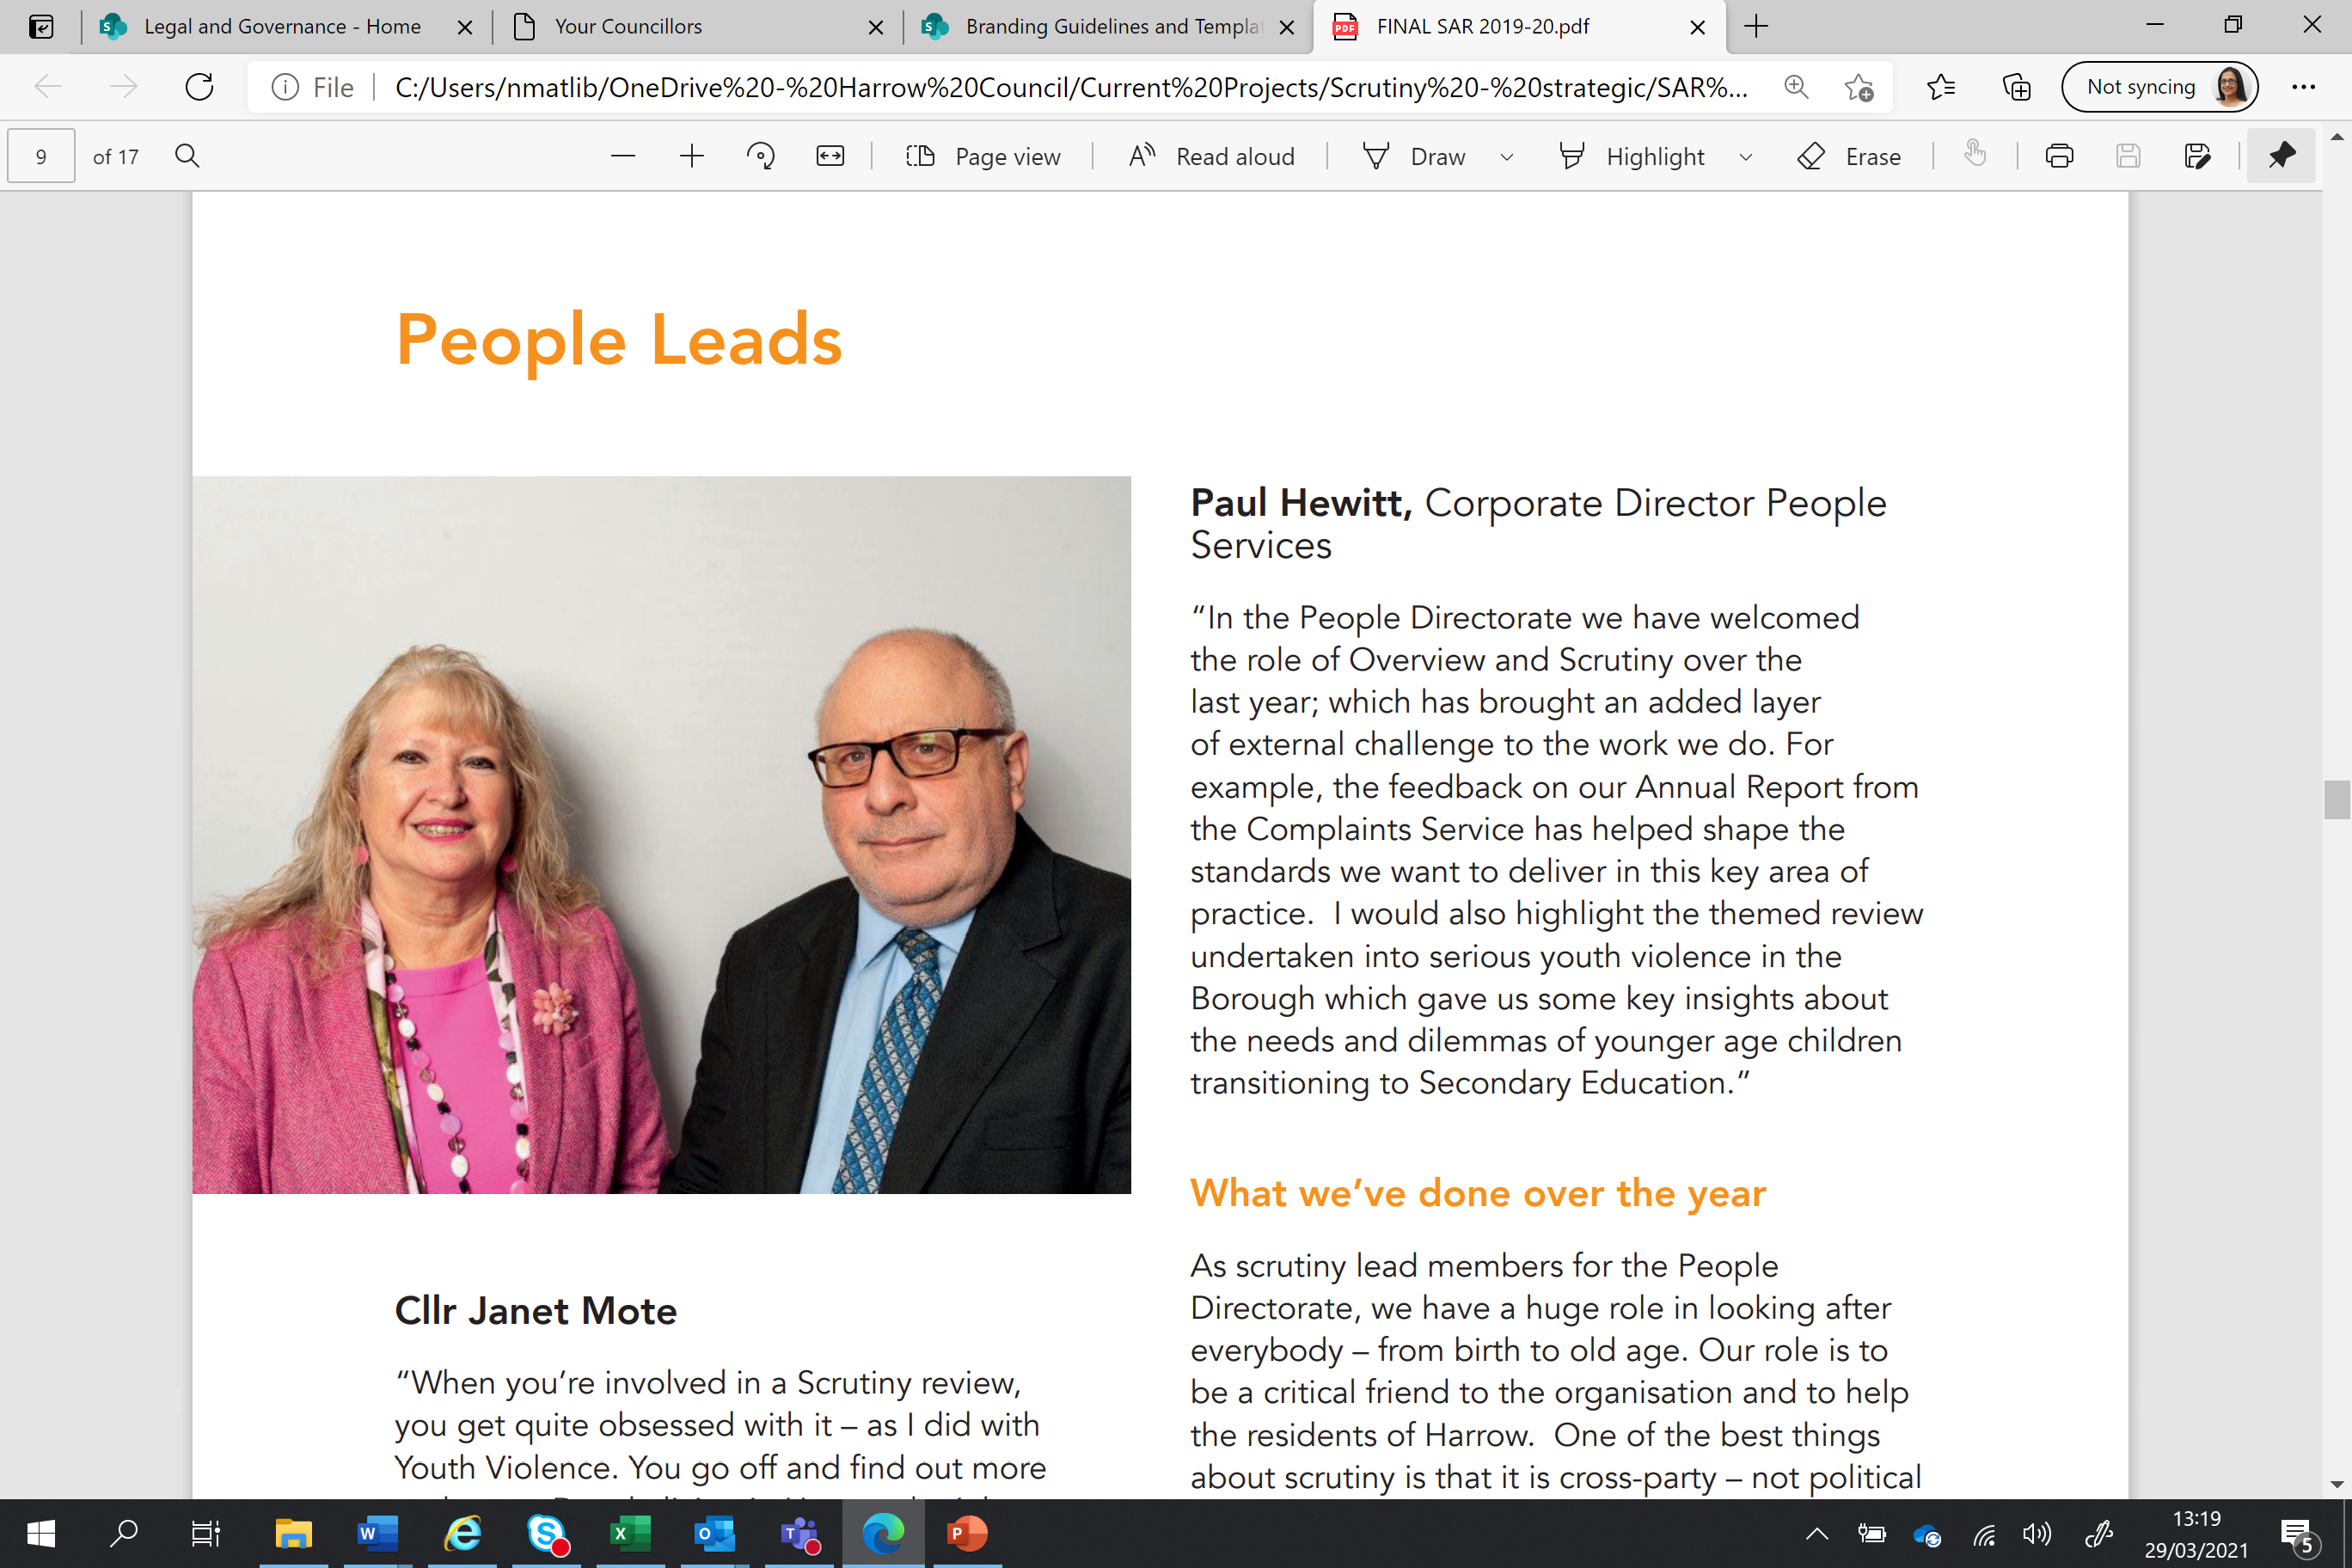 Legal and Governance - Home
Your Councillors
Branding Guidelines and Templat
PDF
FINAL SAR 2019-20.pdf
File
C:/Users/nmatlib/OneDrive%20-%20Harrow%20Council/Current%20Projects/Scrutiny%20-%20strategic/SAR%...
Not syncing
9
of 17
Page view
Read aloud
Draw
Highlight
Erase
People Leads
Cllr Janet Mote
“When you’re involved in a Scrutiny review,
you get quite obsessed with it – as I did with
Youth Violence. You go off and find out more
Paul Hewitt, Corporate Director People
Services
“In the People Directorate we have welcomed
the role of Overview and Scrutiny over the
last year; which has brought an added layer
of external challenge to the work we do. For
example, the feedback on our Annual Report from
the Complaints Service has helped shape the
standards we want to deliver in this key area of
practice.  I would also highlight the themed review
undertaken into serious youth violence in the
Borough which gave us some key insights about
the needs and dilemmas of younger age children
transitioning to Secondary Education.”
What we’ve done over the year
As scrutiny lead members for the People
Directorate, we have a huge role in looking after
everybody – from birth to old age. Our role is to
be a critical friend to the organisation and to help
the residents of Harrow.  One of the best things
about scrutiny is that it is cross-party – not political
13:19
29/03/2021
5